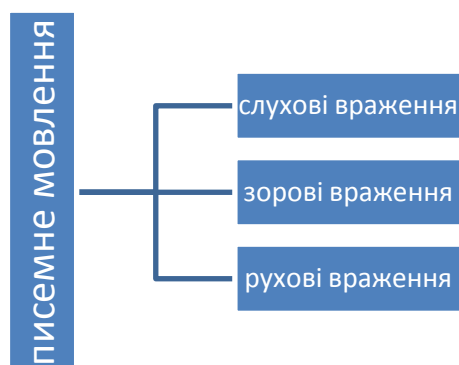 писемне мовлення
слухові враження
зорові враження
рухові враження